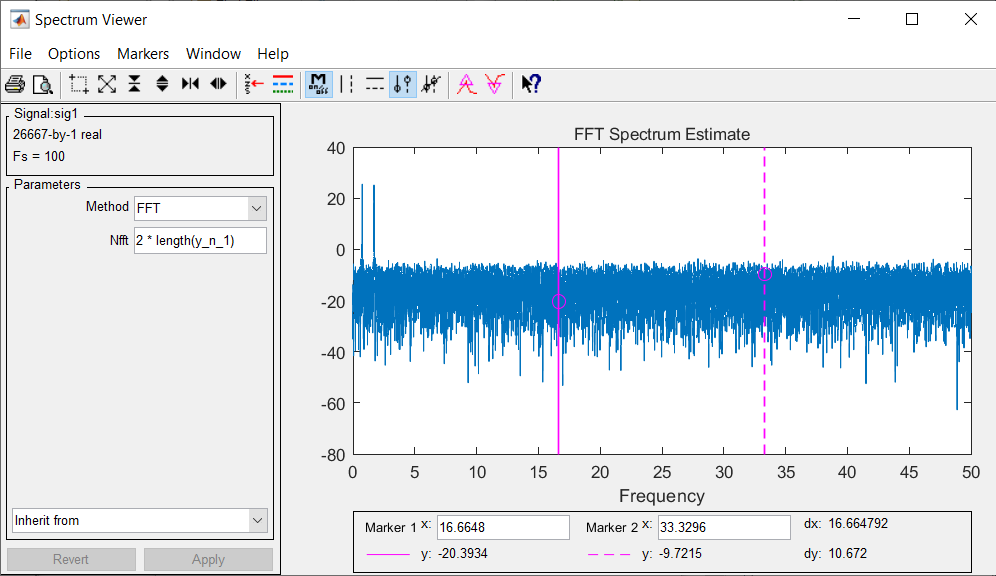 Spectrum Viewer
File Options Markers Window Help
M
on/off
Signal:sig1
26667-by-1 real
Fs = 100
Parameters
Method FFT
Nfft 2 * length(y_n_1)
Inherit from
Revert Apply
FFT Spectrum Estimate
40
20
0
-20
-40
-60
-80
0 5 10 15 20 25 30 35 40 45 50
Frequency
Marker 1 x: 16.6648 Marker 2 x: 33.3296 dx: 16.664792
y: -20.3934 y: -9.7215 dy: 10.672